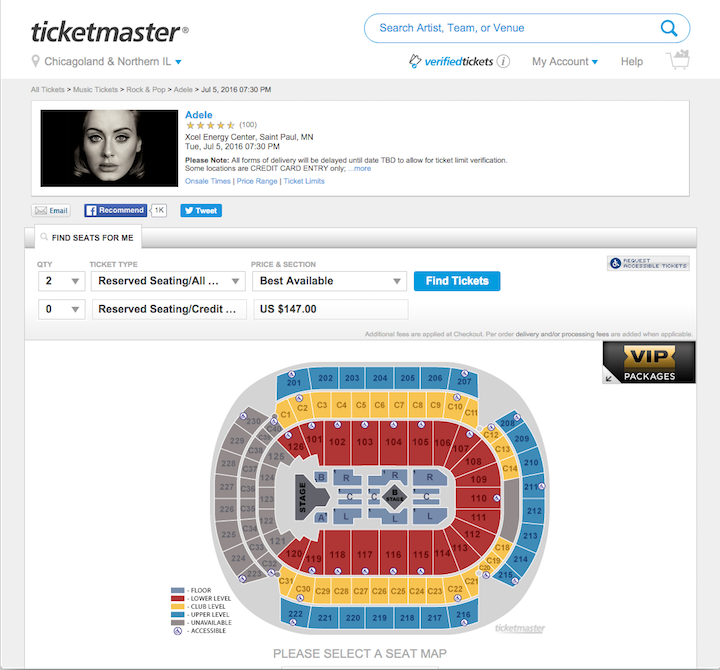 ticketmaster®
Search Artist, Team, or Venue
Chicagoland & Northern IL
verifiedtickets i
My Account
Help
All Tickets > Music Tickets > Rock & Pop > Adele > Jul 5, 2016 07:30 PM
Adele
(100)
Xcel Energy Center, Saint Paul, MN
Tue, Jul 5, 2016 07:30 PM
Please Note: All forms of delivery will be delayed until date TBD to allow for ticket limit verification.
Some locations are CREDIT CARD ENTRY only; ...more
Onsale Times | Price Range | Ticket Limits
Email
f Recommend 1K
Tweet
FIND SEATS FOR ME
QTY TICKET TYPE PRICE & SECTION
REQUEST
ACCESSIBLE TICKETS
2 Reserved Seating/All ... Best Available Find Tickets
0 Reserved Seating/Credit ... US $147.00
Additional fees are applied at Checkout. Per order delivery and/or processing fees are added when applicable.
VIP
PACKAGES
201 202 203 204 205 206 207
C1 C2 C3 C4 C5 C6 C7 C8 C9 C10 C11
230 208
229 126 101 102 103 104 105 106 107 C12 209
228 C37 125 108 C13 210
227 C36 124 B R R R 109 C14 211
226 C35 123 STAGE C C B STAGE C 110 212
225 C34 122 A L L L 111 213
224 C33 121 112 C18 214
223 C32 120 119 118 117 116 115 114 113 C19 C20 215
C31 C30 C29 C28 C27 C26 C25 C24 C23 C22 C21
222 221 220 219 218 217 216
- FLOOR
- LOWER LEVEL
- CLUB LEVEL
- UPPER LEVEL
- UNAVAILABLE
- ACCESSIBLE
ticketmaster
PLEASE SELECT A SEAT MAP